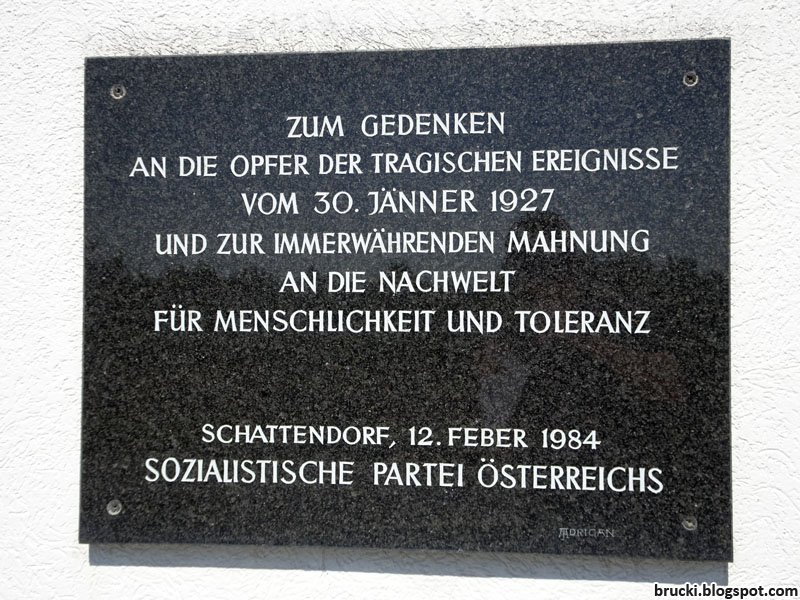 ZUM GEDENKEN
AN DIE OPFER DER TRAGISCHEN EREIGNISSE
VOM 30. JÄNNER 1927
UND ZUR IMMERWÄHRENDEN MAHNUNG
AN DIE NACHWELT
FÜR MENSCHLICHKEIT UND TOLERANZ
SCHATTENDORF, 12. FEBER 1984
SOZIALISTISCHE PARTEI ÖSTERREICHS
brucki.blogspot.com